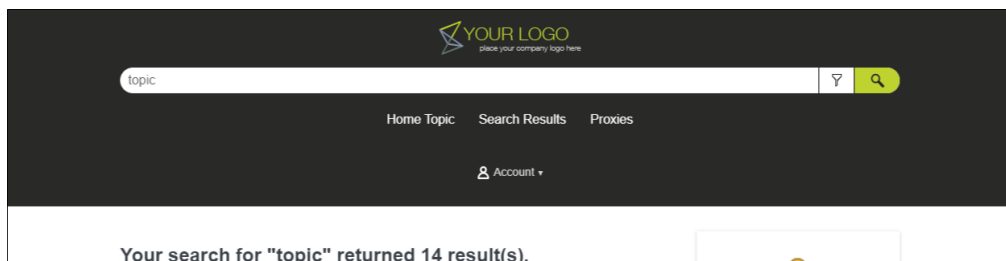 YOUR LOGO
place your company logo here
topic
Home Topic Search Results Proxies
Account
Your search for "topic" returned 14 result(s).